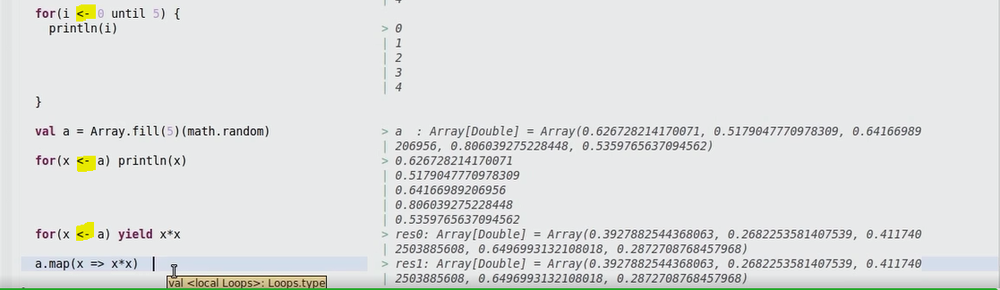 for(i <- 0 until 5) {
println(i)
> 0
| 1
| 2
| 3
| 4
}
val a = Array.fill(5)(math.random)
> a  : Array[Double] = Array(0.626728214170071, 0.5179047770978309, 0.64166989
| 206956, 0.806039275228448, 0.5359765637094562)
for(x <- a) println(x)
> 0.626728214170071
| 0.5179047770978309
| 0.64166989206956
| 0.806039275228448
| 0.5359765637094562
for(x <- a) yield x*x
> res0: Array[Double] = Array(0.3927882544368063, 0.2682253581407539, 0.411740
| 2503885608, 0.6496993132108018, 0.2872708768457968)
a.map(x => x*x)
> res1: Array[Double] = Array(0.3927882544368063, 0.2682253581407539, 0.411740
| 2503885608, 0.6496993132108018, 0.2872708768457968)
val <local Loops>: Loops.type